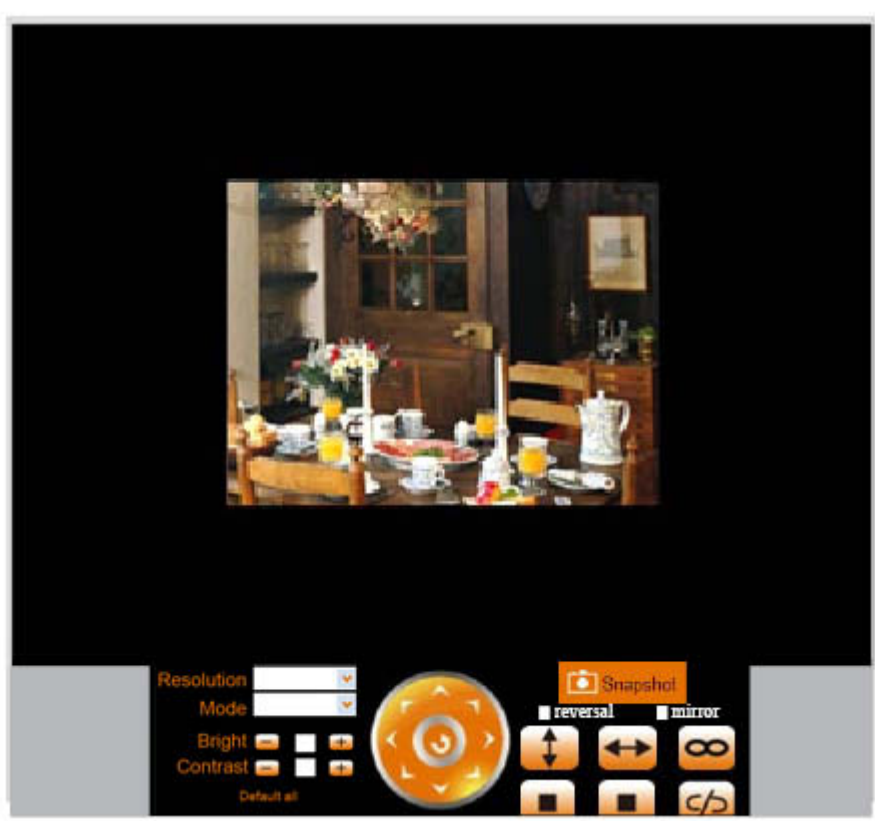 Resolution
Mode
Bright
Contrast
Default all
Snapshot
reversal
mirror